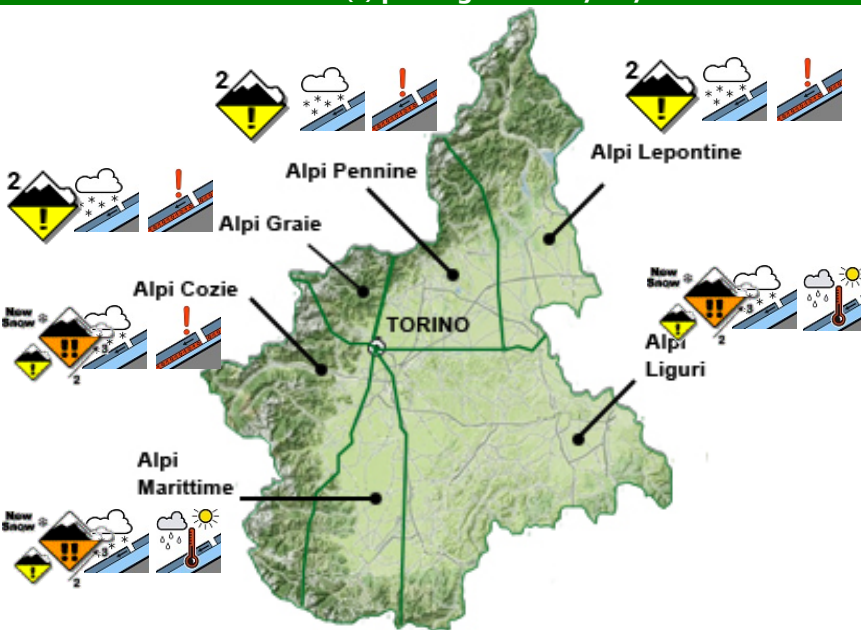 2
2
Alpi Lepontine
Alpi Pennine
2
Alpi Graie
New
Snow
3
2
Alpi Cozie
New
Snow
3
2
TORINO
Alpi
Liguri
Alpi
Marittime
New
Snow
3
2